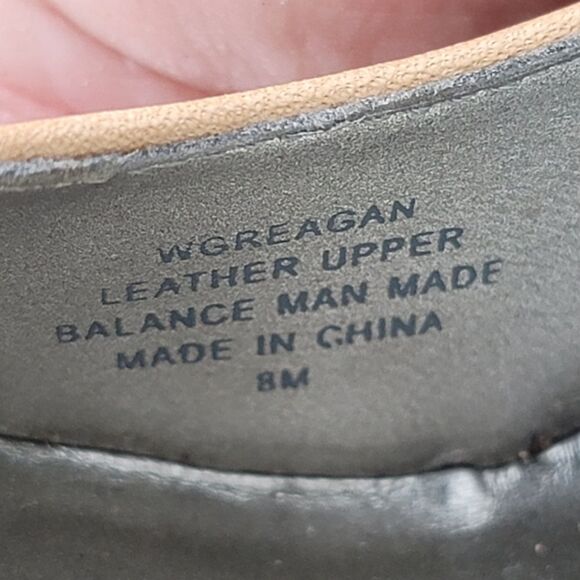 WGREAGAN
LEATHER UPPER
BALANCE MAN MADE
MADE IN CHINA
8M